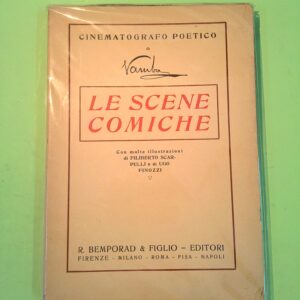 CINEMATOGRAFO POETICO
Vamba
LE SCENE
COMICHE
Con molte illustrazioni
di FILIBERTO SCAR-
PELLI e di UGO
FINOZZI
R. BEMPORAD & FIGLIO - EDITORI
FIRENZE - MILANO - ROMA - PISA - NAPOLI